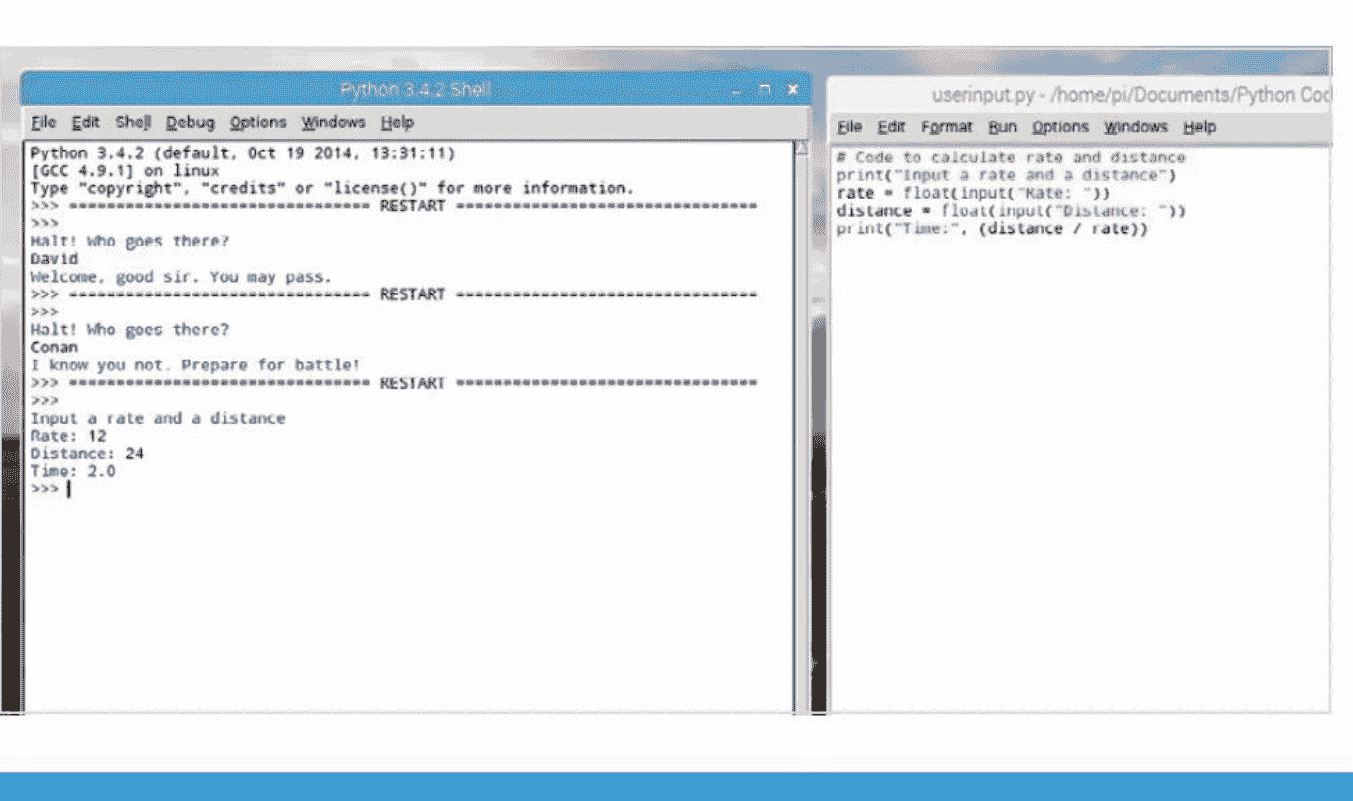 Python 3.4.2 Shell
File Edit Shell Debug Options Windows Help
Python 3.4.2 (default, Oct 19 2014, 13:31:11)
[GCC 4.9.1] on linux
Type "copyright", "credits" or "license()" for more information.
>>> ================================ RESTART ================================
>>>
Halt! Who goes there?
David
Welcome, good sir. You may pass.
>>> ================================ RESTART ================================
>>>
Halt! Who goes there?
Conan
I know you not. Prepare for battle!
>>> ================================ RESTART ================================
>>>
Input a rate and a distance
Rate: 12
Distance: 24
Time: 2.0
>>>
userinput.py - /home/pi/Documents/Python Cod
File Edit Format Run Options Windows Help
# Code to calculate rate and distance
print("Input a rate and a distance")
rate = float(input("Rate: "))
distance = float(input("Distance: "))
print("Time:", (distance / rate))